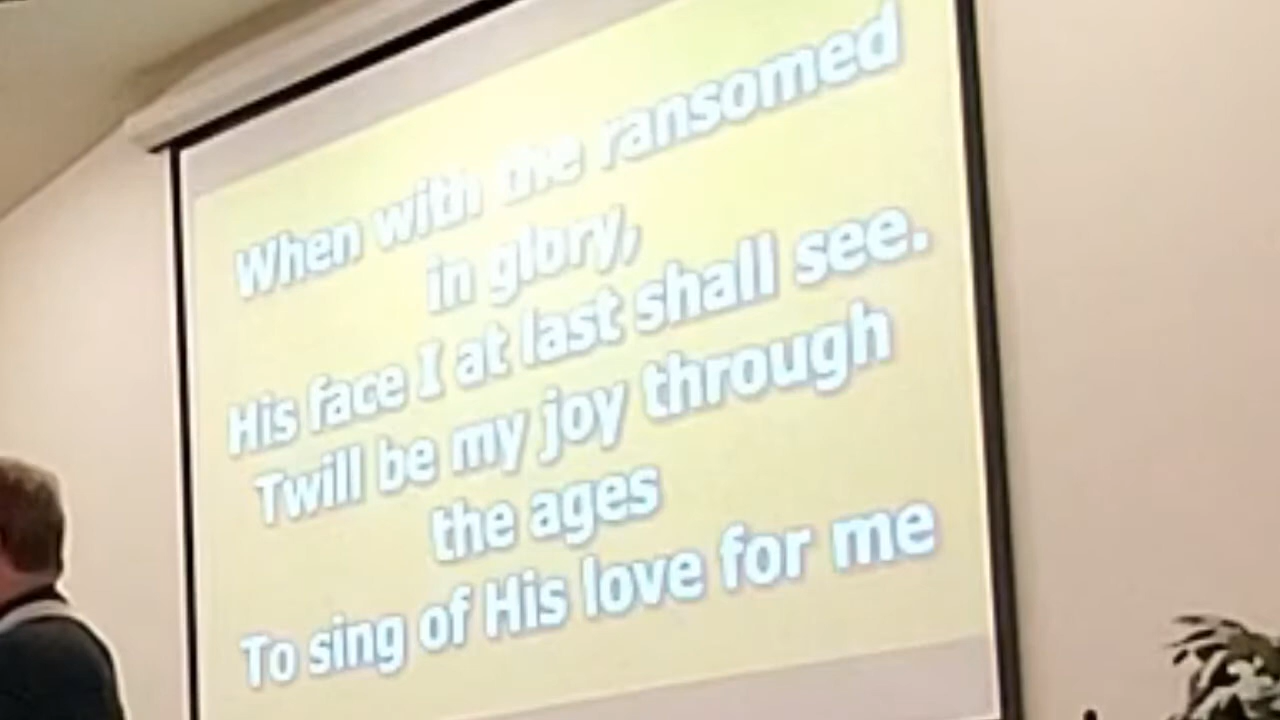 When with the ransomed
in glory,
His face I at last shall see.
Twill be my joy through
the ages
To sing of His love for me